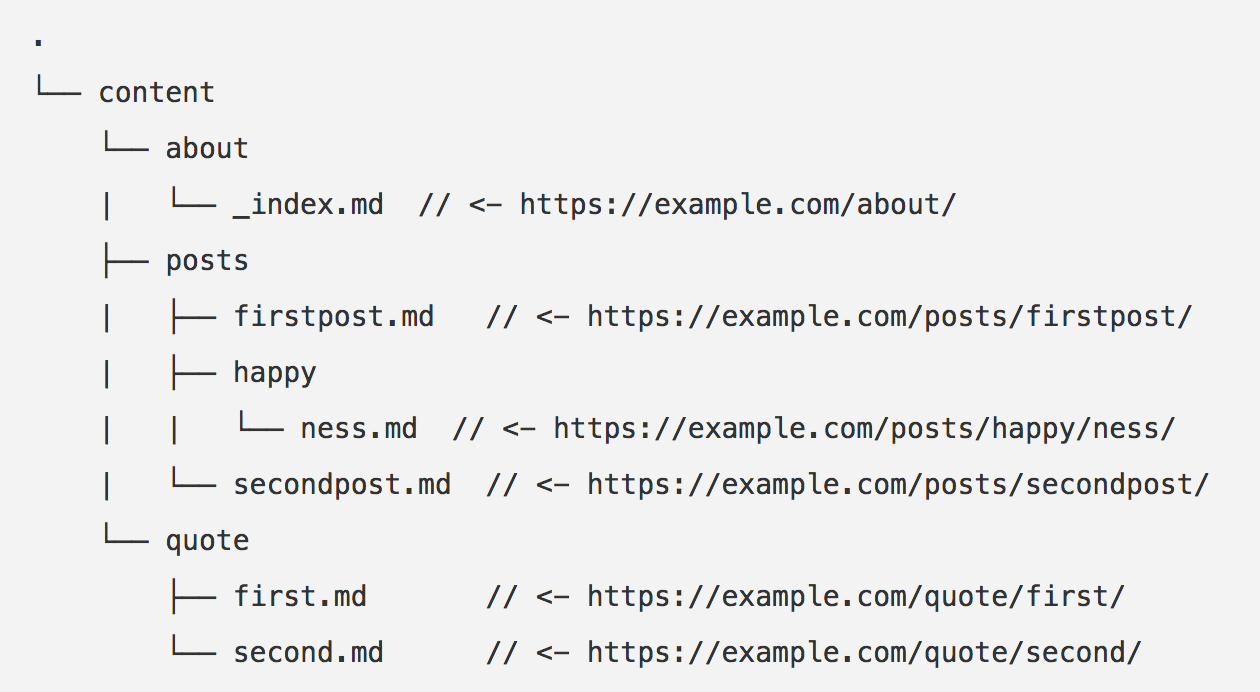 .
└── content
    └── about
    |   └── _index.md  // <- https://example.com/about/
    ├── posts
    |   ├── firstpost.md   // <- https://example.com/posts/firstpost/
    |   ├── happy
    |   |   └── ness.md  // <- https://example.com/posts/happy/ness/
    |   └── secondpost.md  // <- https://example.com/posts/secondpost/
    └── quote
        ├── first.md       // <- https://example.com/quote/first/
        └── second.md      // <- https://example.com/quote/second/